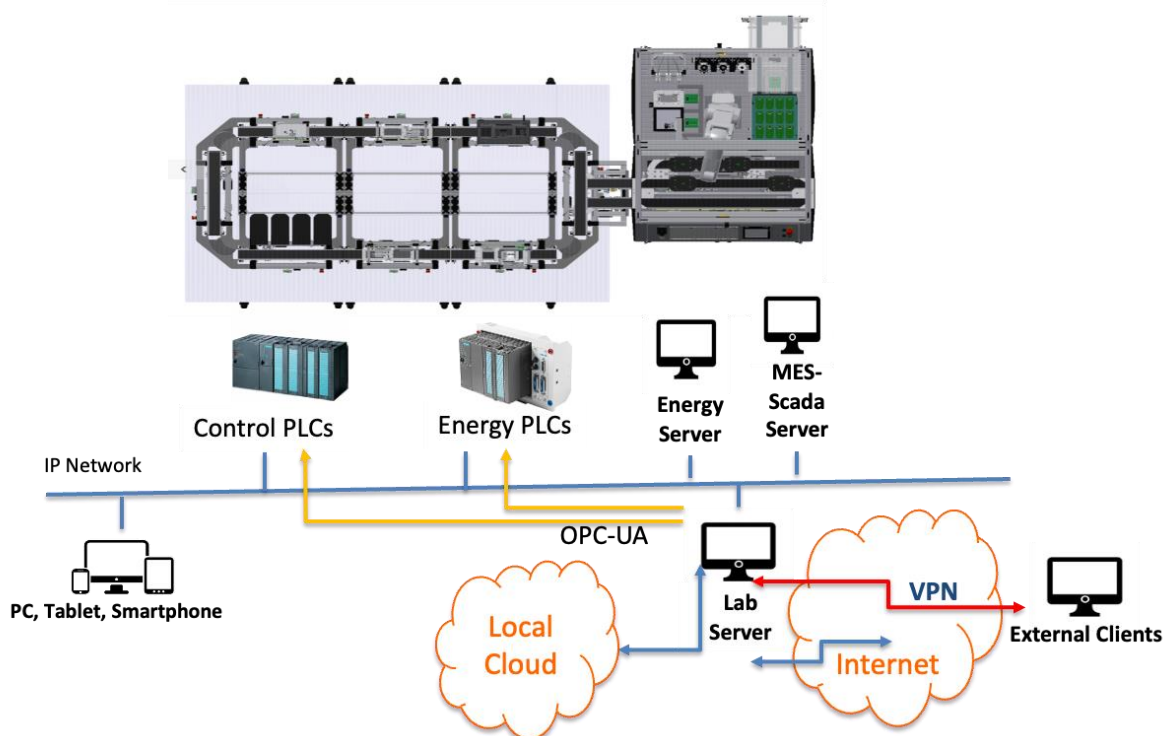 Control PLCs
Energy PLCs
Energy
Server
MES-
Scada
Server
IP Network
OPC-UA
PC, Tablet, Smartphone
Local
Cloud
Lab
Server
VPN
Internet
External Clients